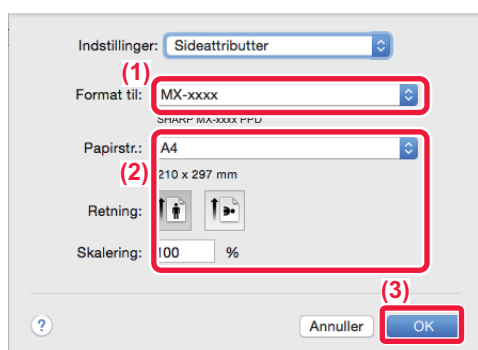 Indstillinger: Sideattributter
(1)
Format til: MX-xxxx
SHARP MX-xxxx PPD
Papirstr.: A4
(2) 210 x 297 mm
Retning:
Skalering: 100 %
(3)
? Annuller OK